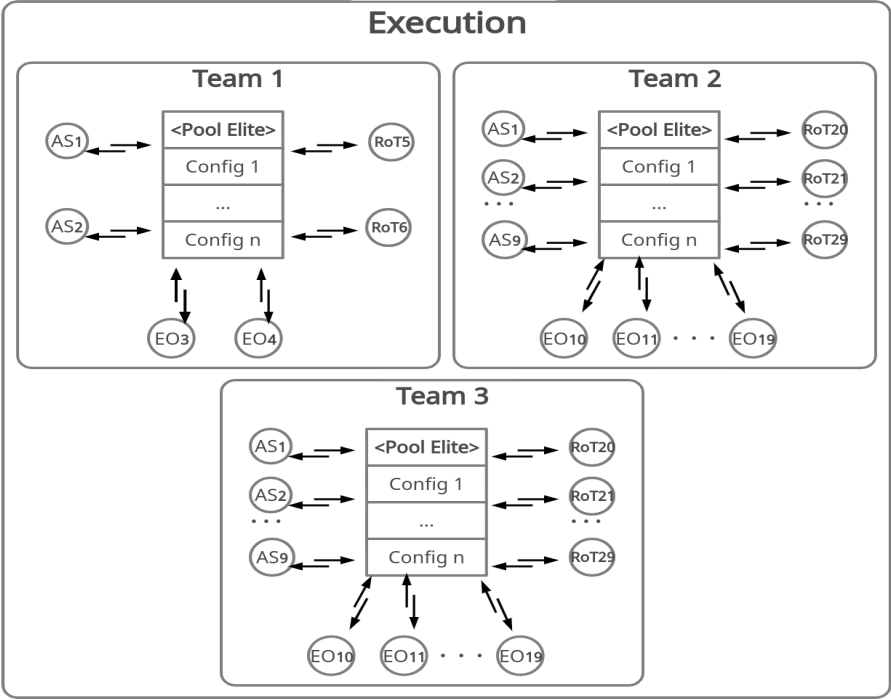 Execution
Team 1
AS1
AS2
<Pool Elite>
Config 1
...
Config n
RoT5
RoT6
EO3
EO4
Team 2
AS1
AS2
...
AS9
<Pool Elite>
Config 1
...
Config n
RoT20
RoT21
...
RoT29
EO10
EO11
...
EO19
Team 3
AS1
AS2
...
AS9
<Pool Elite>
Config 1
...
Config n
RoT20
RoT21
...
RoT29
EO10
EO11
...
EO19